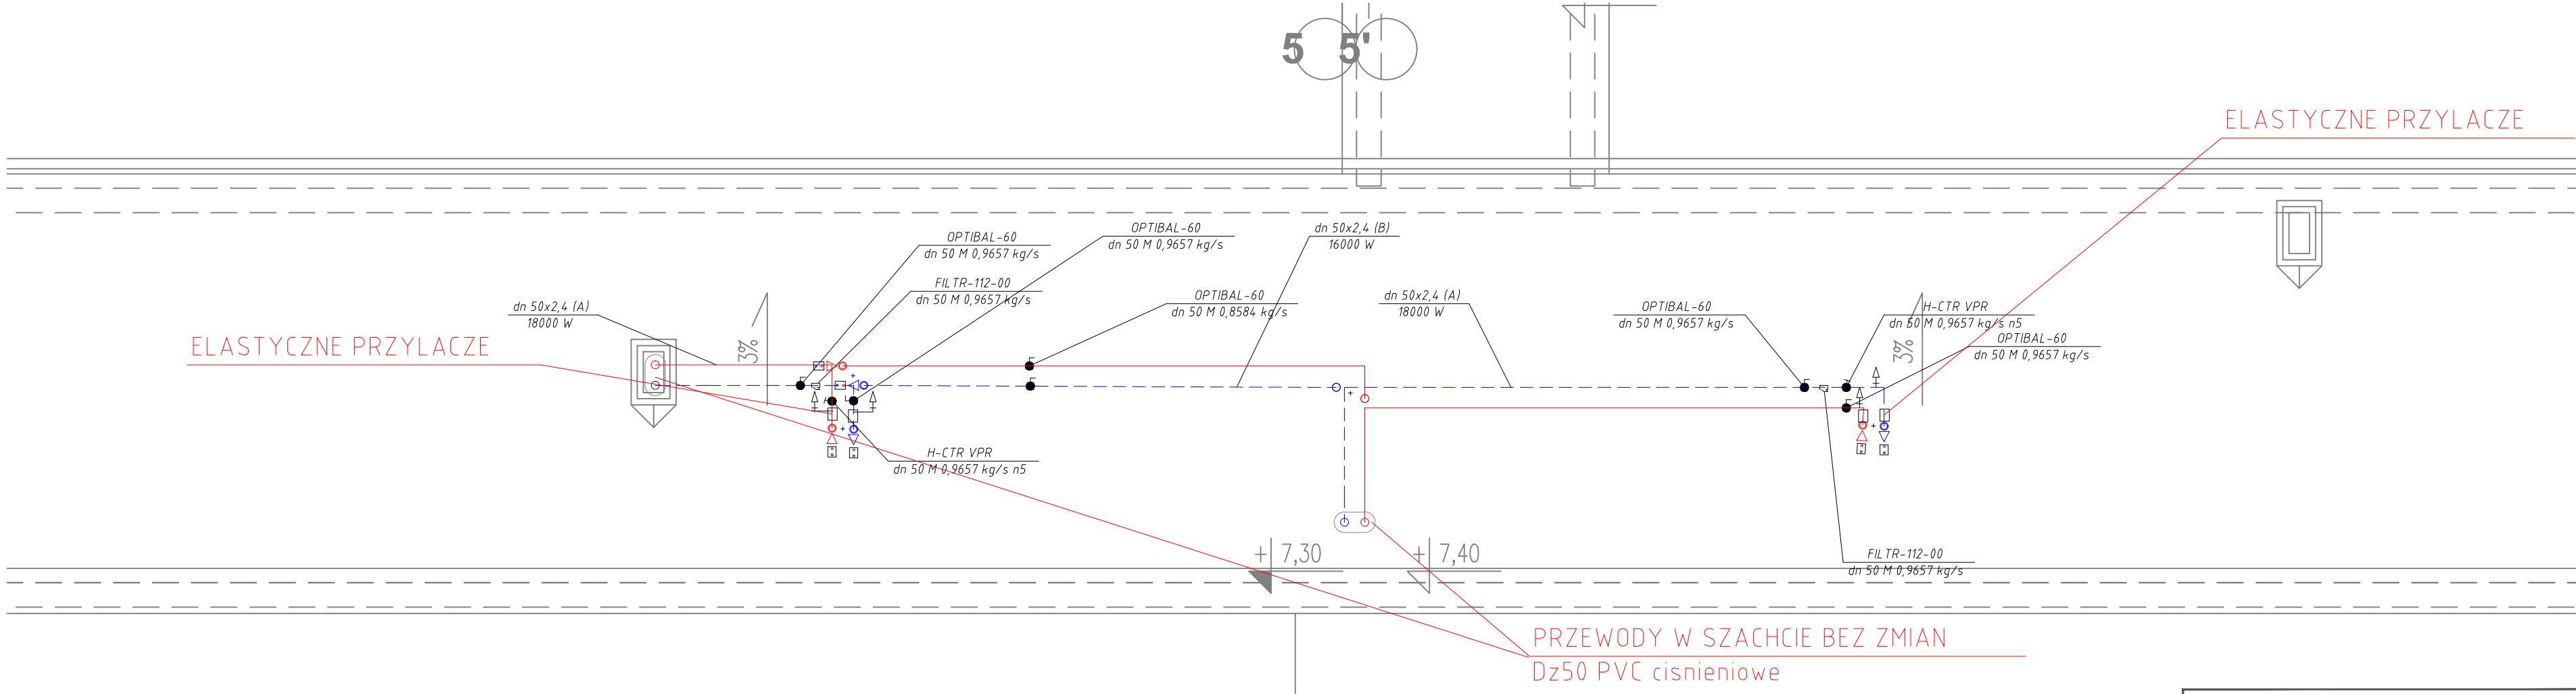 5 5'
ELASTYCZNE PRZYLACZE
OPTIBAL-60
dn 50 M 0,9657 kg/s
OPTIBAL-60
dn 50 M 0,9657 kg/s
dn 50x2,4 (B)
16000 W
FILTR-112-00
dn 50 M 0,9657 kg/s
OPTIBAL-60
dn 50 M 0,8584 kg/s
dn 50x2,4 (A)
18000 W
dn 50x2,4 (A)
18000 W
OPTIBAL-60
dn 50 M 0,9657 kg/s
H-CTR VPR
dn 50 M 0,9657 kg/s n5
OPTIBAL-60
dn 50 M 0,9657 kg/s
3%
3%
ELASTYCZNE PRZYLACZE
H-CTR VPR
dn 50 M 0,9657 kg/s n5
+ 7,30
+ 7,40
FILTR-112-00
dn 50 M 0,9657 kg/s
PRZEWODY W SZACHCIE BEZ ZMIAN
Dz50 PVC cisnieniowe